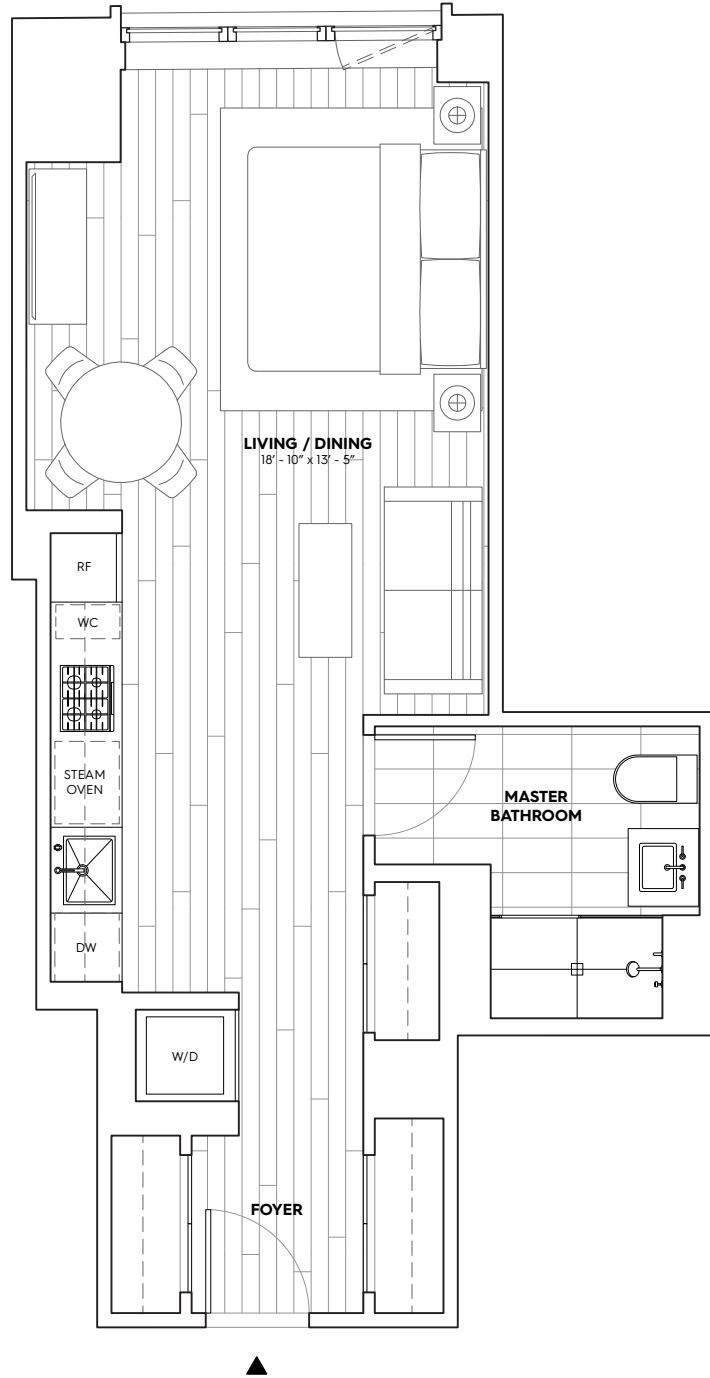 LIVING / DINING
18’ - 10” x 13’ - 5”
RF
WC
STEAM
OVEN
MASTER
BATHROOM
DW
W/D
FOYER